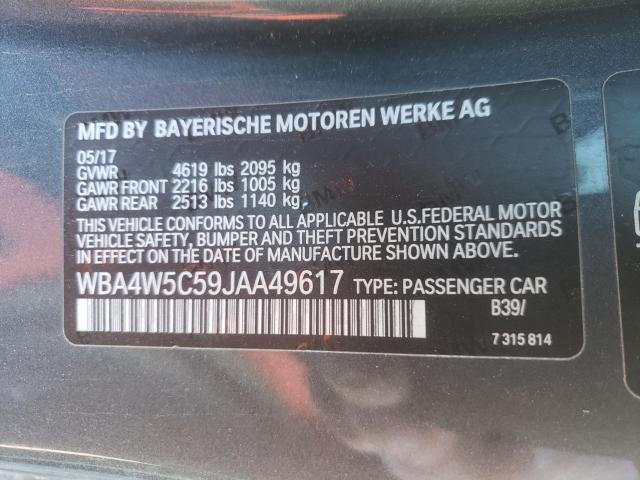 MFD BY BAYERISCHE MOTOREN WERKE AG
05/17
GVWR 4619 lbs 2095 kg
GAWR FRONT 2216 lbs 1005 kg
GAWR REAR 2513 lbs 1140 kg
THIS VEHICLE CONFORMS TO ALL APPLICABLE U.S.FEDERAL MOTOR
VEHICLE SAFETY, BUMPER AND THEFT PREVENTION STANDARDS
IN EFFECT ON THE DATE OF MANUFACTURE SHOWN ABOVE.
WBA4W5C59JAA49617 TYPE: PASSENGER CAR
B39/
7 315 814